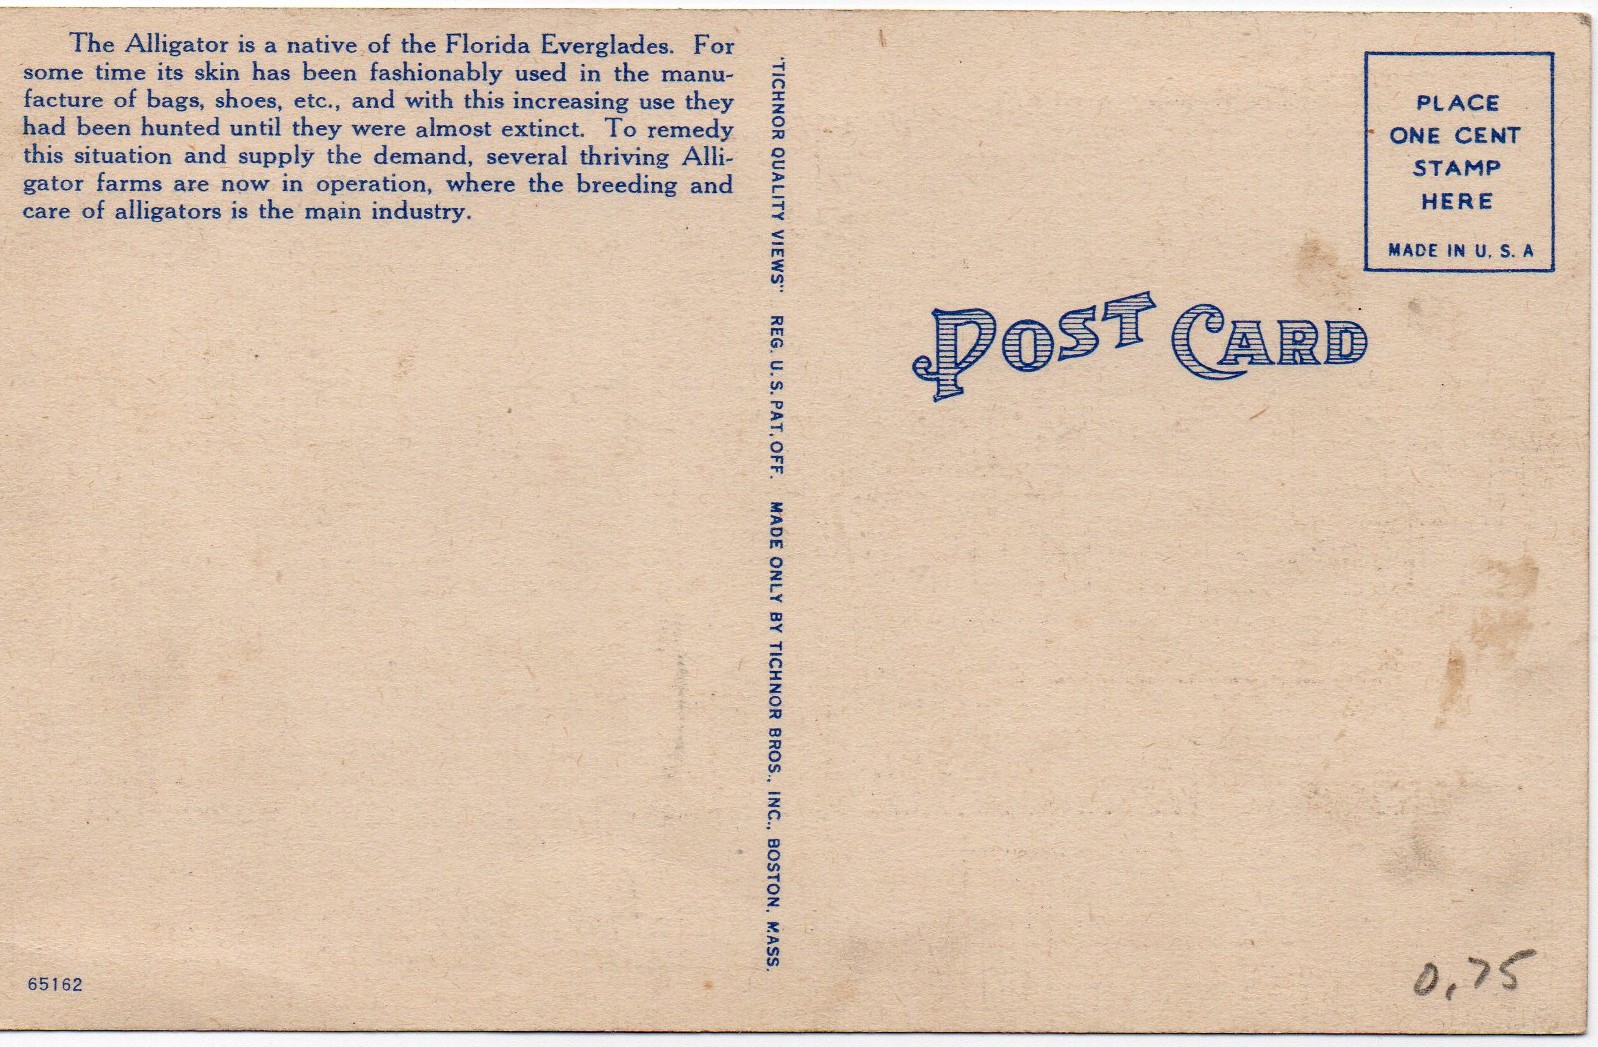 The Alligator is a native of the Florida Everglades. For
some time its skin has been fashionably used in the manu-
facture of bags, shoes, etc., and with this increasing use they
had been hunted until they were almost extinct. To remedy
this situation and supply the demand, several thriving Alli-
gator farms are now in operation, where the breeding and
care of alligators is the main industry.
65162
"TICHNOR QUALITY VIEWS" REG. U. S. PAT. OFF. MADE ONLY BY TICHNOR BROS., INC., BOSTON, MASS.
PLACE
ONE CENT
STAMP
HERE
MADE IN U. S. A
POST CARD
0.75